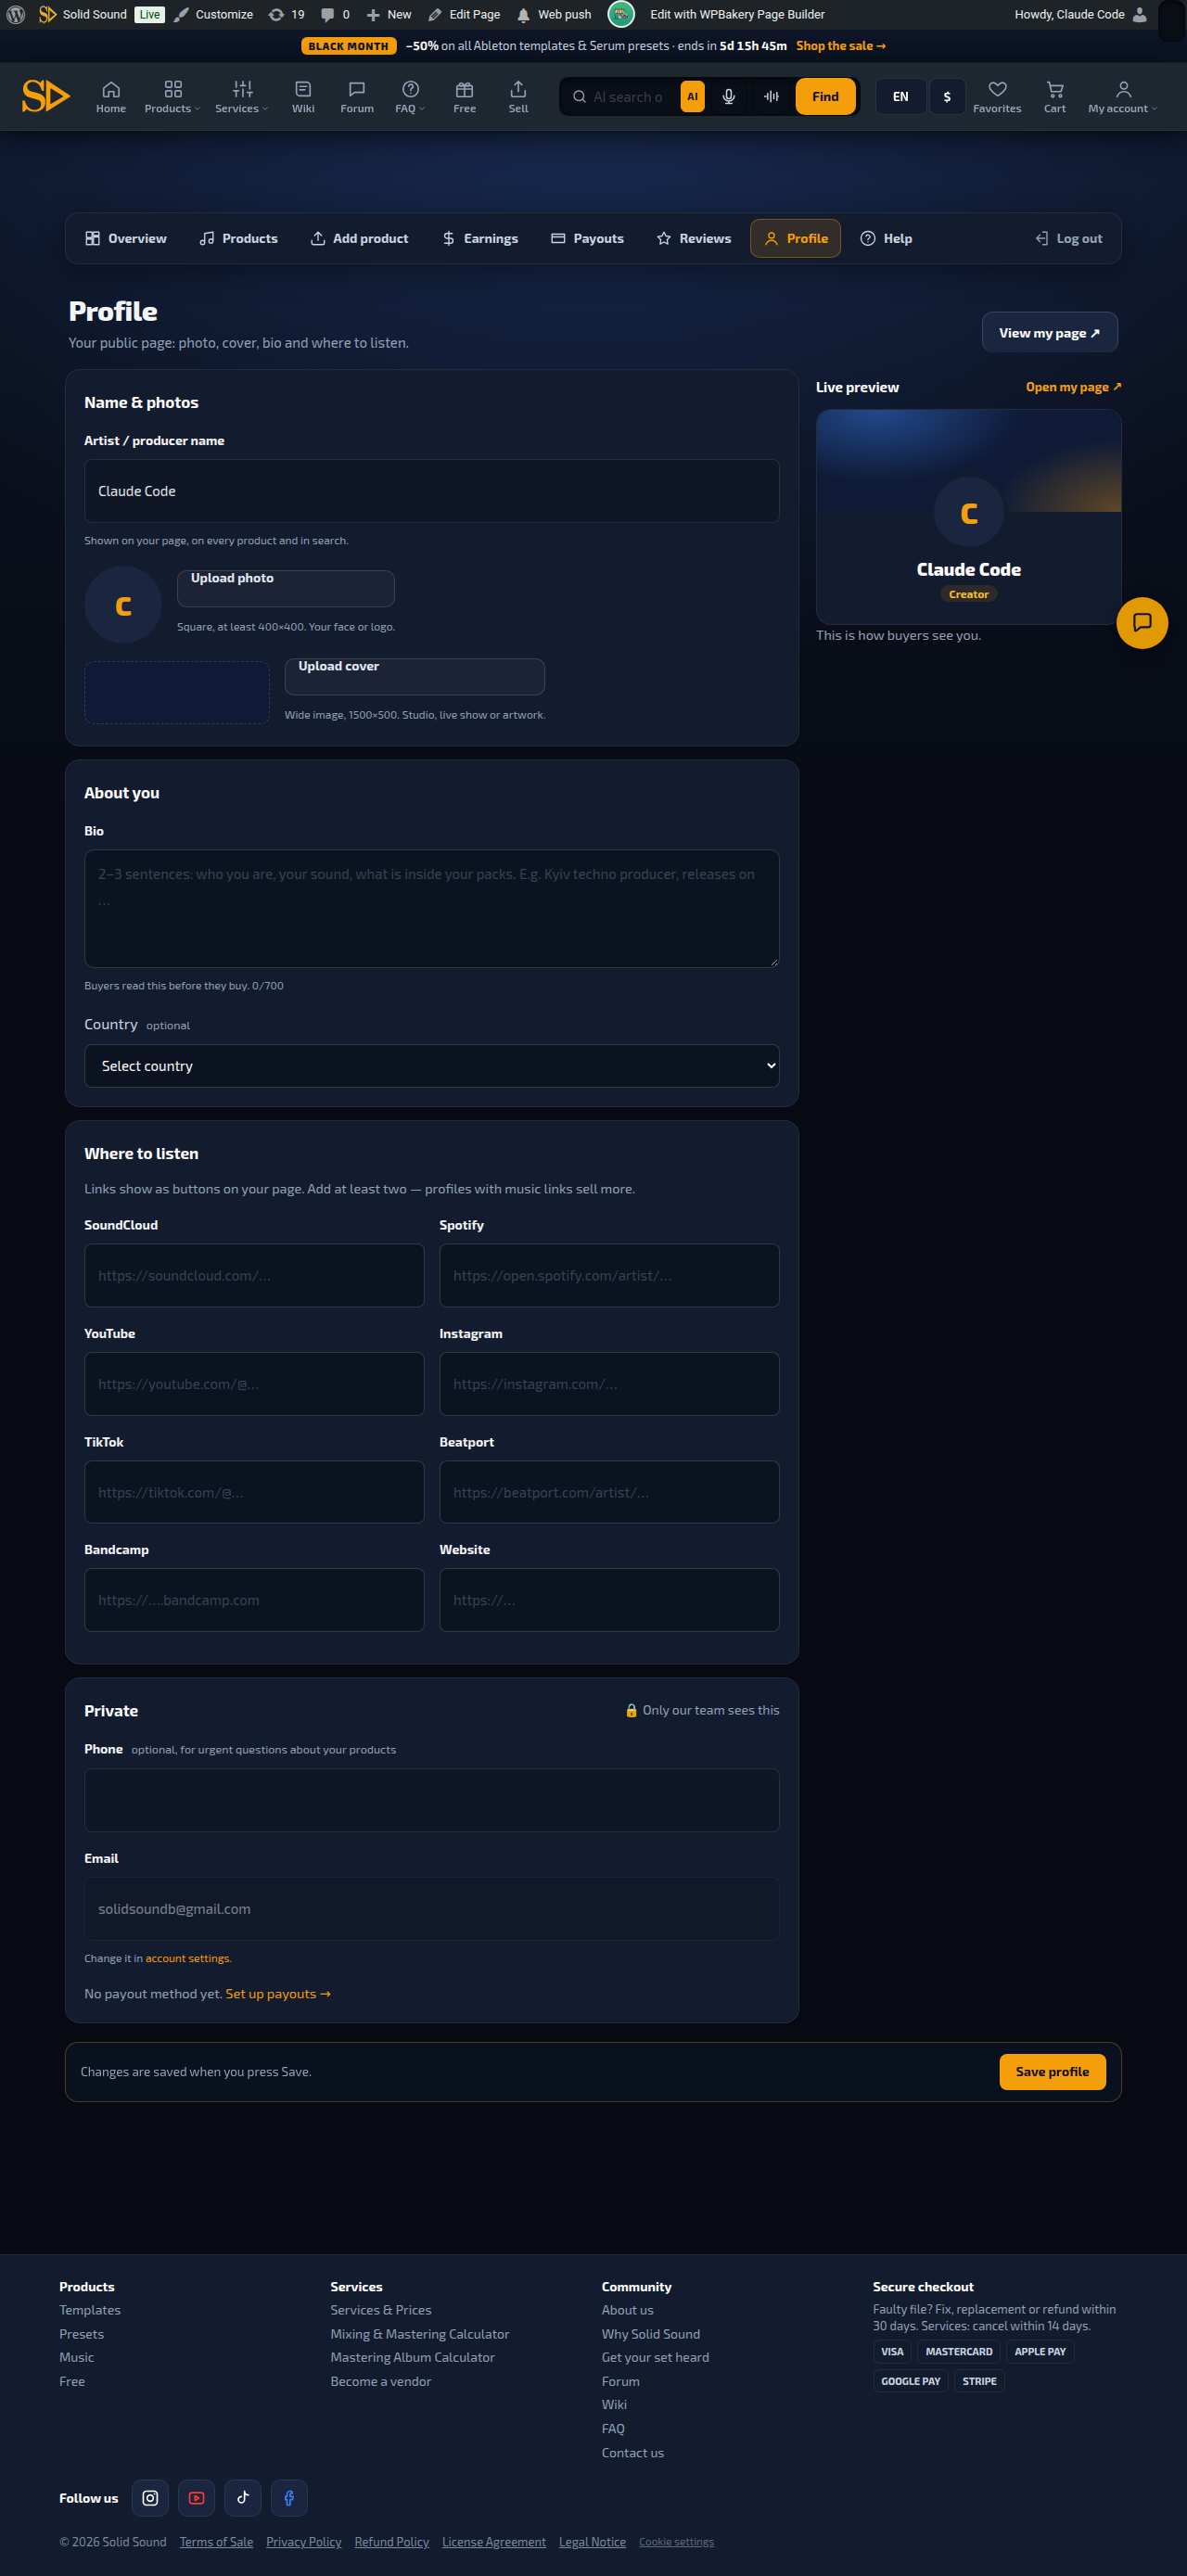 Solid Sound Live Customize 19 0 New Edit Page Web push Edit with WPBakery Page Builder Howdy, Claude Code
BLACK MONTH −50% on all Ableton templates & Serum presets · ends in 5d 15h 45m Shop the sale →
Home Products Services Wiki Forum FAQ Free Sell AI search o AI Find EN $ Favorites Cart My account
Overview Products Add product Earnings Payouts Reviews Profile Help Log out
Profile
Your public page: photo, cover, bio and where to listen.
View my page ↗
Name & photos
Artist / producer name
Claude Code
Shown on your page, on every product and in search.
C
Upload photo
Square, at least 400×400. Your face or logo.
Upload cover
Wide image, 1500×500. Studio, live show or artwork.
Live preview Open my page ↗
C
Claude Code
Creator
This is how buyers see you.
About you
Bio
2–3 sentences: who you are, your sound, what is inside your packs. E.g. Kyiv techno producer, releases on
…
Buyers read this before they buy. 0/700
Country optional
Select country
Where to listen
Links show as buttons on your page. Add at least two — profiles with music links sell more.
SoundCloud Spotify
https://soundcloud.com/… https://open.spotify.com/artist/…
YouTube Instagram
https://youtube.com/@… https://instagram.com/…
TikTok Beatport
https://tiktok.com/@… https://beatport.com/artist/…
Bandcamp Website
https://….bandcamp.com https://…
Private 🔒 Only our team sees this
Phone optional, for urgent questions about your products
Email
solidsoundb@gmail.com
Change it in account settings.
No payout method yet. Set up payouts →
Changes are saved when you press Save. Save profile
Products Services Community Secure checkout
Templates Services & Prices About us Faulty file? Fix, replacement or refund within
Presets Mixing & Mastering Calculator Why Solid Sound 30 days. Services: cancel within 14 days.
Music Mastering Album Calculator Get your set heard VISA MASTERCARD APPLE PAY
Free Become a vendor Forum GOOGLE PAY STRIPE
Wiki
FAQ
Contact us
Follow us
© 2026 Solid Sound Terms of Sale Privacy Policy Refund Policy License Agreement Legal Notice Cookie settings